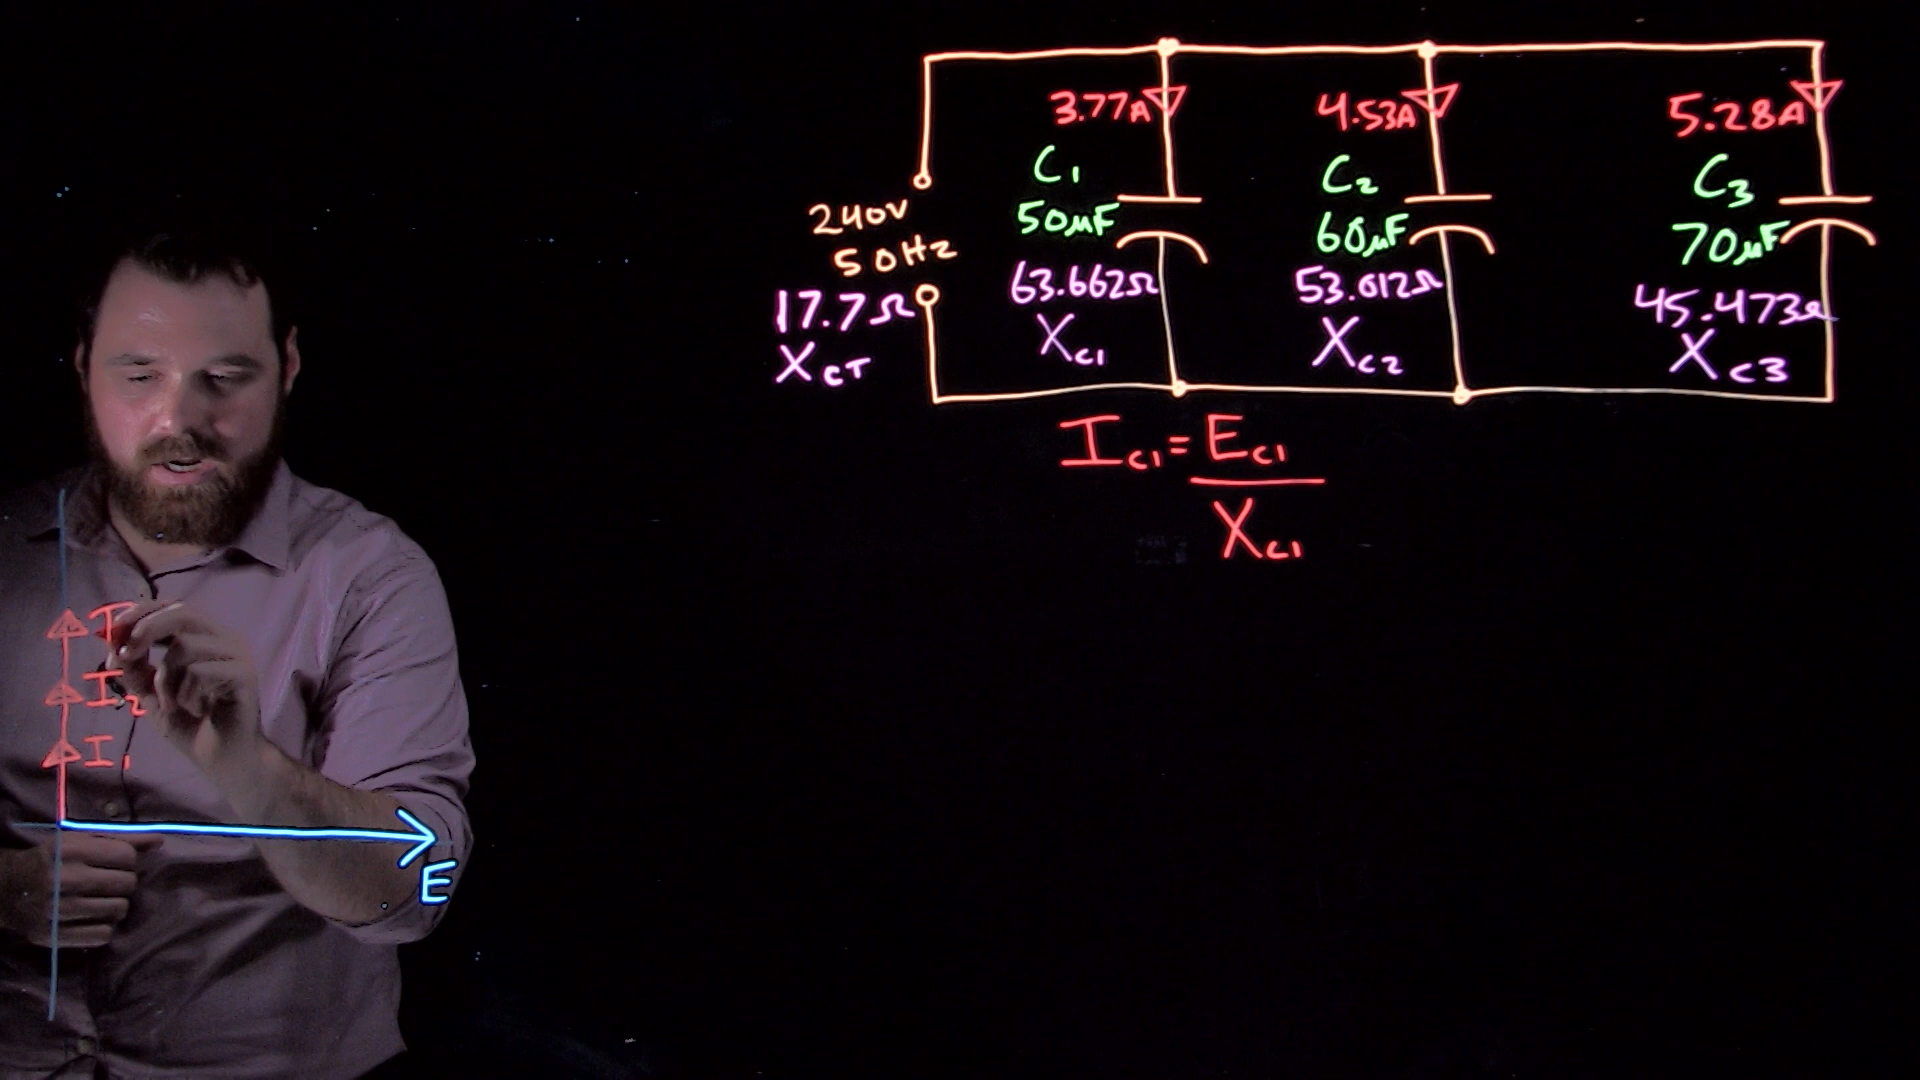 3.77A
4.53A
5.28A
C1
50μF
C2
60μF
C3
70μF
240V
50Hz
17.7Ω
XCT
63.662Ω
XC1
53.012Ω
XC2
45.473Ω
XC3
IC1 = EC1
XC1
I
I2
I1
E